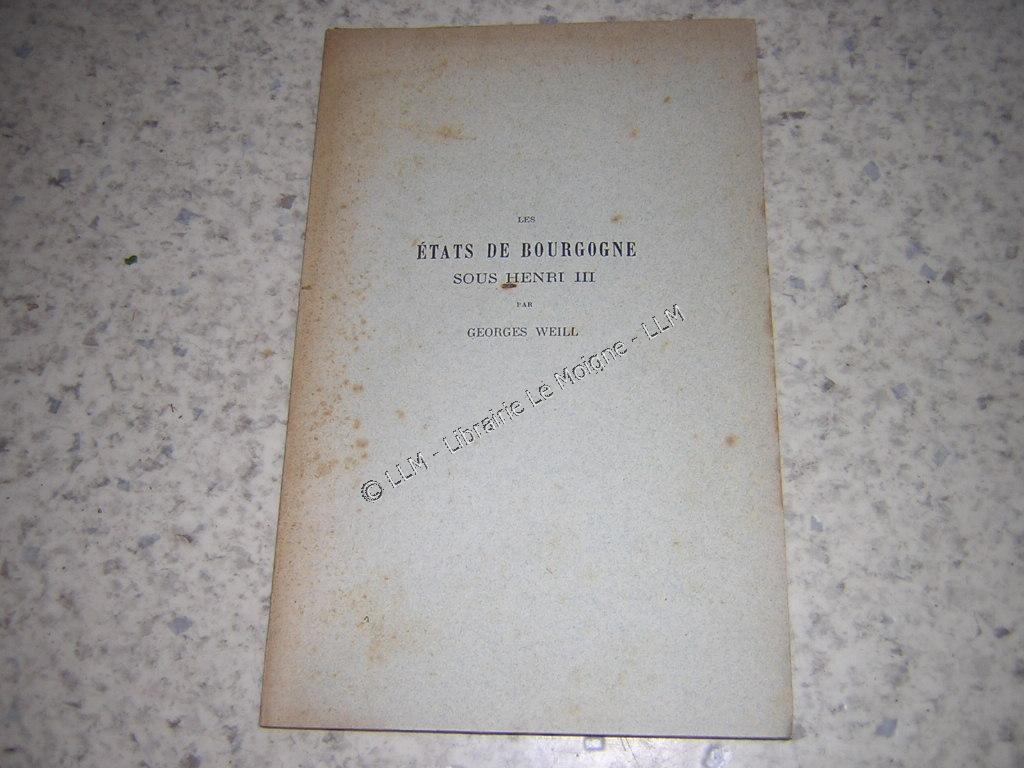 LES
ÉTATS DE BOURGOGNE
SOUS HENRI III
PAR
GEORGES WEILL
© LLM - Librairie Le Moigne - LLM